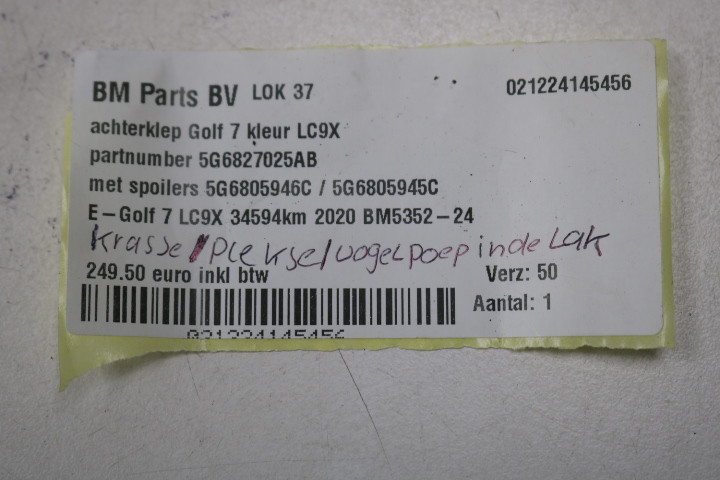 BM Parts BV LOK 37 021224145456
achterklep Golf 7 kleur LC9X
partnumber 5G6827025AB
met spoilers 5G6805946C / 5G6805945C
E-Golf 7 LC9X 34594km 2020 BM5352-24
krasse/plekse/vogelpoep in de lak
249.50 euro inkl btw Verz: 50
Aantal: 1
021224145456